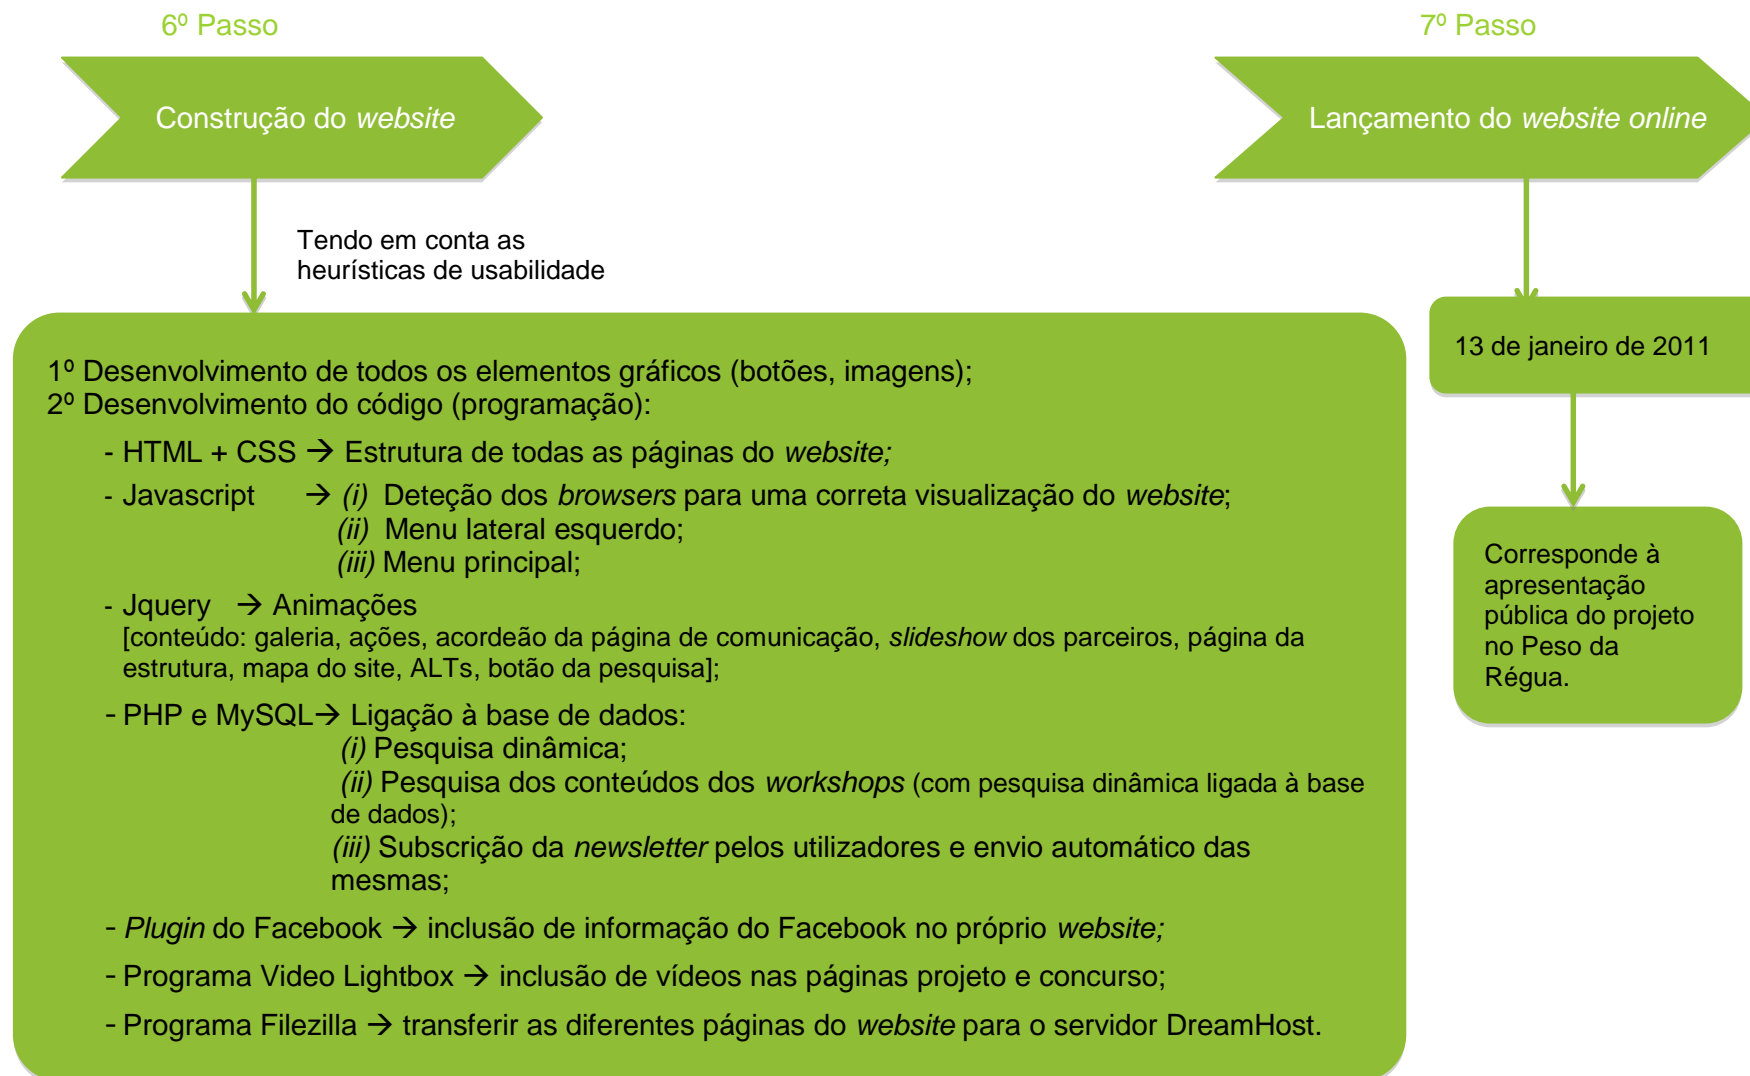 6º Passo
7º Passo
Construção do website
Lançamento do website online
Tendo em conta as
heurísticas de usabilidade
1º Desenvolvimento de todos os elementos gráficos (botões, imagens);
2º Desenvolvimento do código (programação):
- HTML + CSS → Estrutura de todas as páginas do website;
- Javascript → (i) Deteção dos browsers para uma correta visualização do website;
(ii) Menu lateral esquerdo;
(iii) Menu principal;
- Jquery → Animações
[conteúdo: galeria, ações, acordeão da página de comunicação, slideshow dos parceiros, página da
estrutura, mapa do site, ALTs, botão da pesquisa];
- PHP e MySQL→ Ligação à base de dados:
(i) Pesquisa dinâmica;
(ii) Pesquisa dos conteúdos dos workshops (com pesquisa dinâmica ligada à base
de dados);
(iii) Subscrição da newsletter pelos utilizadores e envio automático das
mesmas;
- Plugin do Facebook → inclusão de informação do Facebook no próprio website;
- Programa Video Lightbox → inclusão de vídeos nas páginas projeto e concurso;
- Programa Filezilla → transferir as diferentes páginas do website para o servidor DreamHost.
13 de janeiro de 2011
Corresponde à
apresentação
pública do projeto
no Peso da
Régua.